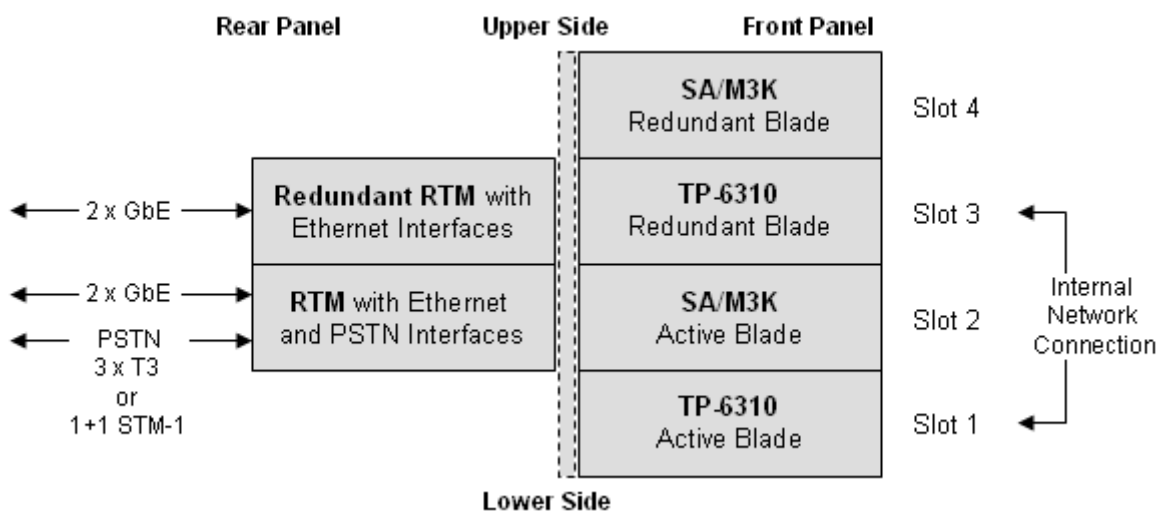 Rear Panel
Upper Side
Front Panel
SA/M3K
Redundant Blade
Slot 4
2 x GbE
Redundant RTM with
Ethernet Interfaces
TP-6310
Redundant Blade
Slot 3
2 x GbE
PSTN
3 x T3
or
1+1 STM-1
RTM with Ethernet
and PSTN Interfaces
SA/M3K
Active Blade
Slot 2
Internal
Network
Connection
TP-6310
Active Blade
Slot 1
Lower Side